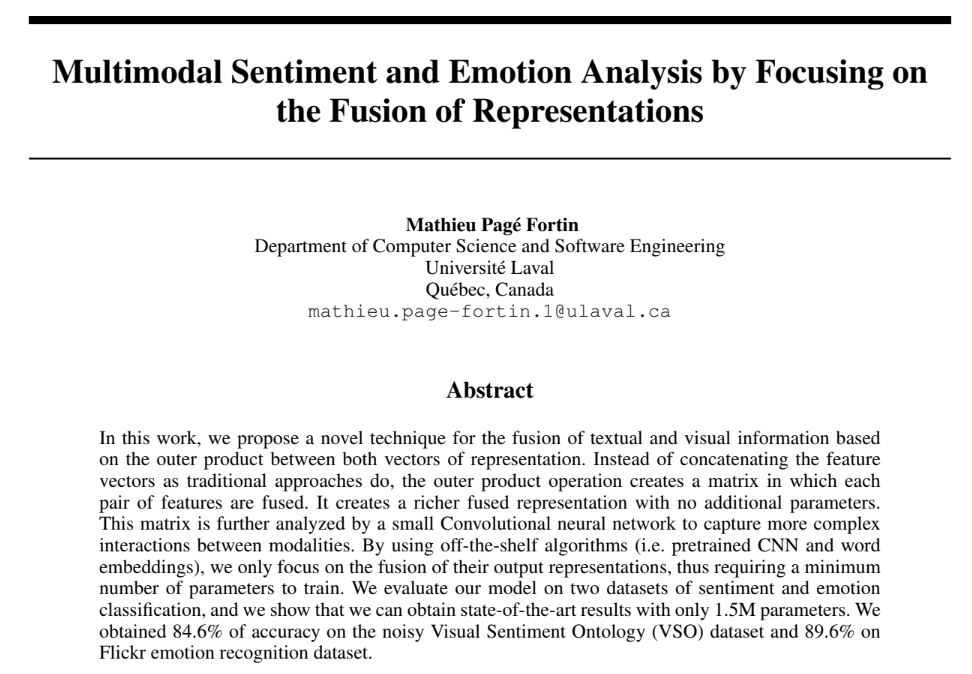 Multimodal Sentiment and Emotion Analysis by Focusing on
the Fusion of Representations
Mathieu Pagé Fortin
Department of Computer Science and Software Engineering
Université Laval
Québec, Canada
mathieu.page-fortin.1@ulaval.ca
Abstract
In this work, we propose a novel technique for the fusion of textual and visual information based
on the outer product between both vectors of representation. Instead of concatenating the feature
vectors as traditional approaches do, the outer product operation creates a matrix in which each
pair of features are fused. It creates a richer fused representation with no additional parameters.
This matrix is further analyzed by a small Convolutional neural network to capture more complex
interactions between modalities. By using off-the-shelf algorithms (i.e. pretrained CNN and word
embeddings), we only focus on the fusion of their output representations, thus requiring a minimum
number of parameters to train. We evaluate our model on two datasets of sentiment and emotion
classification, and we show that we can obtain state-of-the-art results with only 1.5M parameters. We
obtained 84.6% of accuracy on the noisy Visual Sentiment Ontology (VSO) dataset and 89.6% on
Flickr emotion recognition dataset.